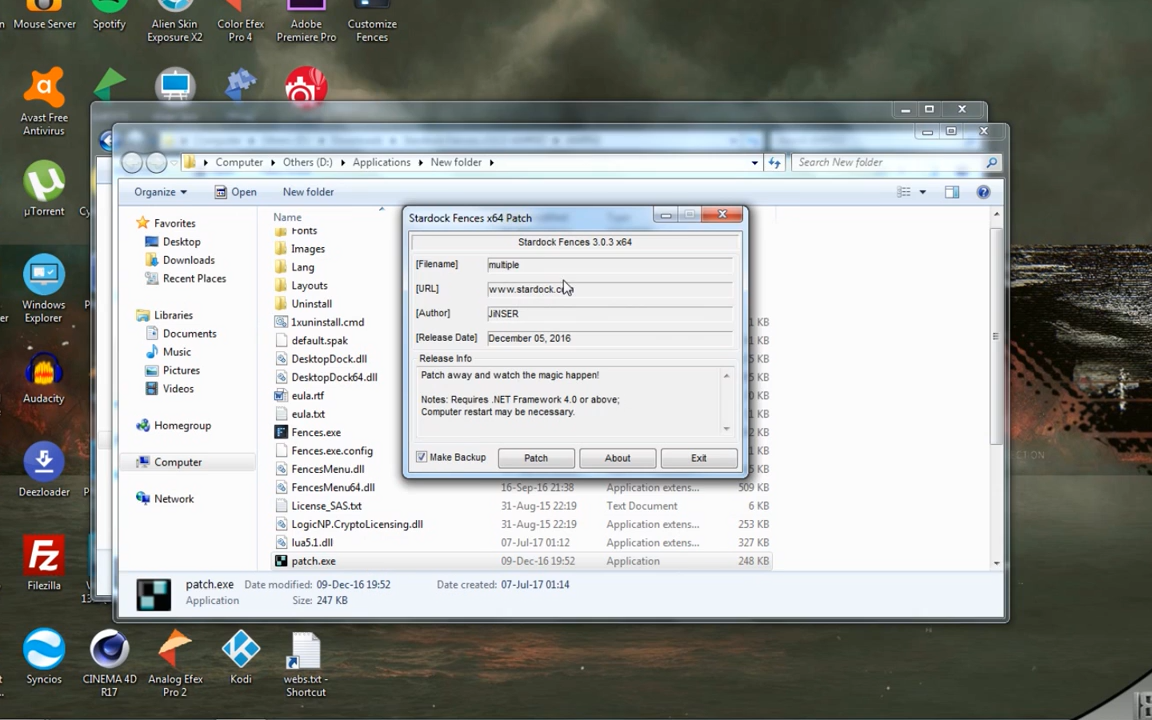 Mouse Server
Spotify
Alien Skin
Exposure X2
Color Efex
Pro 4
Adobe
Premiere Pro
Customize
Fences
Avast Free
Antivirus
µTorrent
Windows
Explorer
Audacity
Deezloader
Filezilla
Computer
Others (D:)
Applications
New folder
Search New folder
Organize
Open
New folder
Favorites
Desktop
Downloads
Recent Places
Libraries
Documents
Music
Pictures
Videos
Homegroup
Computer
Network
Name
Fonts
Images
Lang
Layouts
Uninstall
1xuninstall.cmd
default.spak
DesktopDock.dll
DesktopDock64.dll
eula.rtf
eula.txt
Fences.exe
Fences.exe.config
FencesMenu.dll
FencesMenu64.dll 16-Sep-16 21:38 Application extens... 509 KB
License_SAS.txt 31-Aug-15 22:19 Text Document 6 KB
LogicNP.CryptoLicensing.dll 31-Aug-15 22:19 Application extens... 253 KB
lua5.1.dll 07-Jul-17 01:12 Application extens... 327 KB
patch.exe 09-Dec-16 19:52 Application 248 KB
Stardock Fences x64 Patch
Stardock Fences 3.0.3 x64
[Filename] multiple
[URL] www.stardock.com
[Author] JiNSER
[Release Date] December 05, 2016
Release Info
Patch away and watch the magic happen!
Notes: Requires .NET Framework 4.0 or above;
Computer restart may be necessary.
Make Backup
Patch
About
Exit
patch.exe Date modified: 09-Dec-16 19:52 Date created: 07-Jul-17 01:14
Application Size: 247 KB
Syncios
CINEMA 4D
R17
Analog Efex
Pro 2
Kodi
webs.txt -
Shortcut